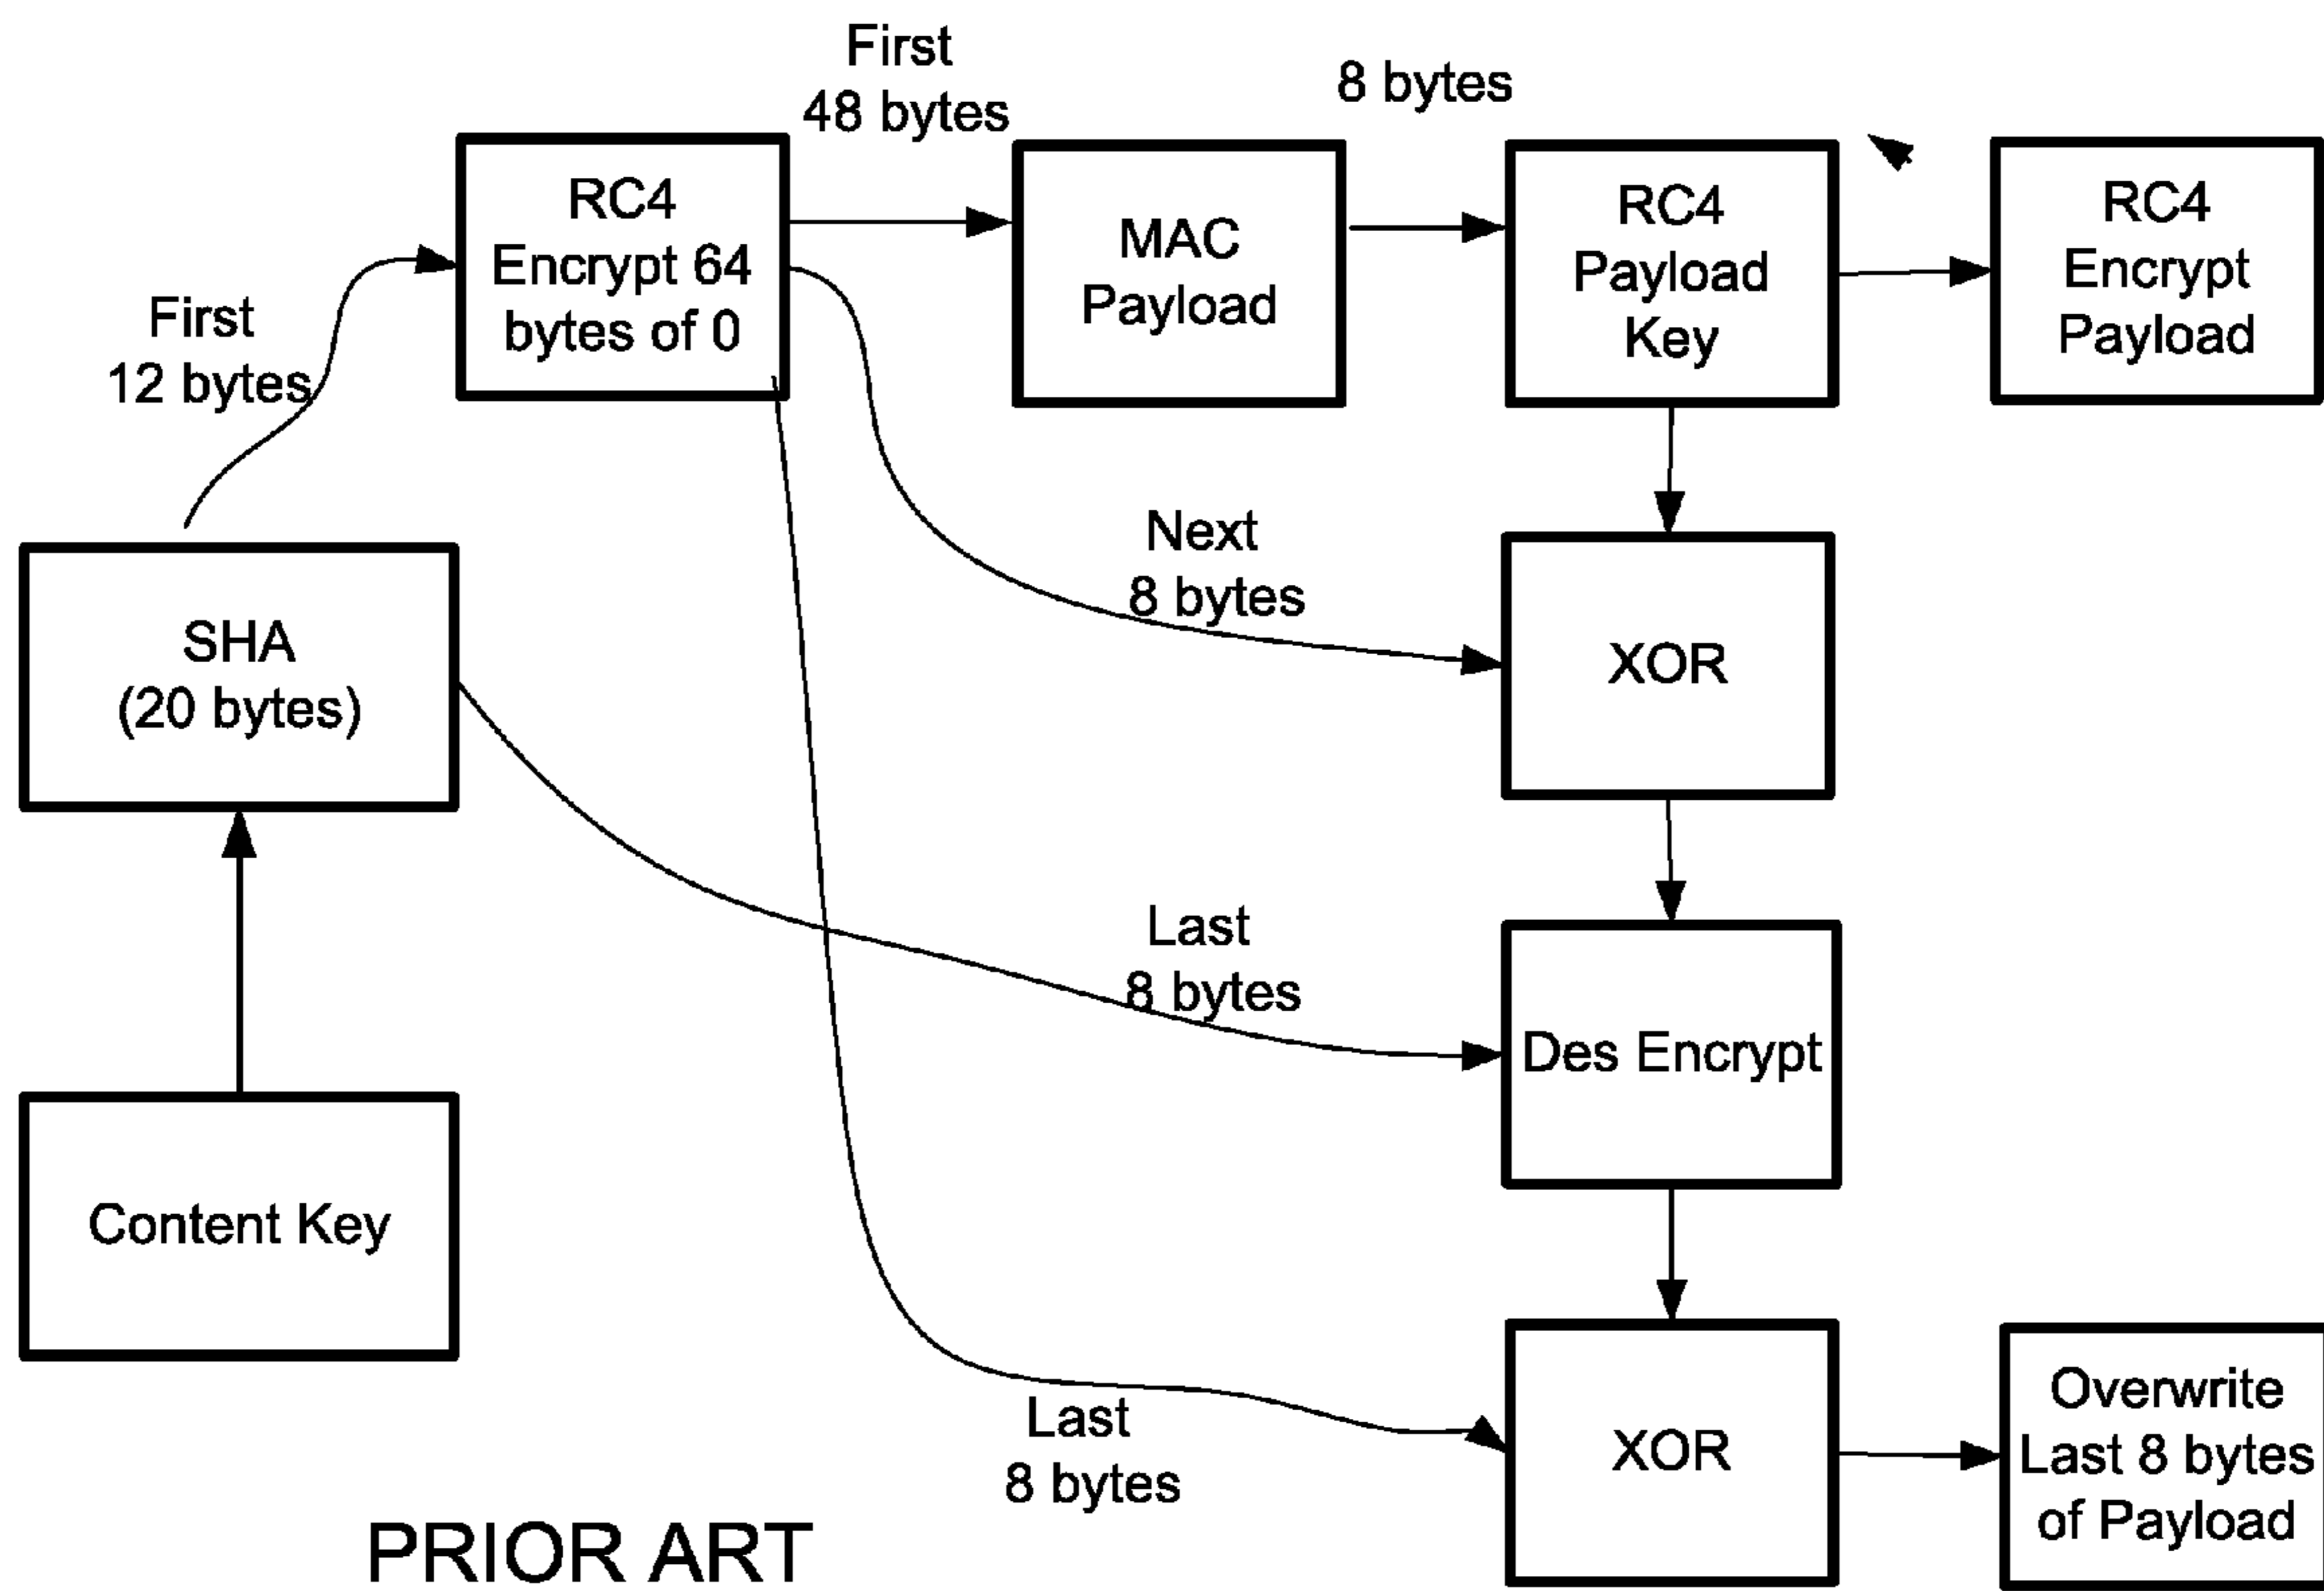 First
48 bytes
8 bytes
RC4
Encrypt 64
bytes of 0
MAC
Payload
RC4
Payload
Key
RC4
Encrypt
Payload
First
12 bytes
Next
8 bytes
SHA
(20 bytes)
XOR
Last
8 bytes
Des Encrypt
Content Key
Last
8 bytes
XOR
Overwrite
Last 8 bytes
of Payload
PRIOR ART